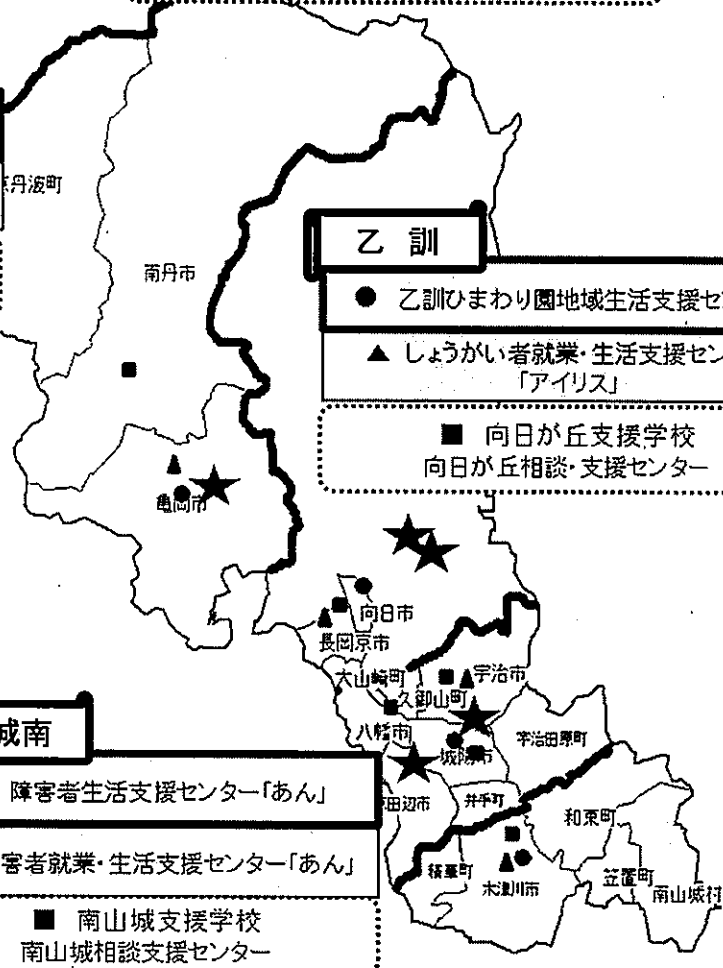 丹波町
南丹市
乙 訓
● 乙訓ひまわり園地域生活支援セ
▲ しょうがい者就業・生活支援セン
「アイリス」
■ 向日が丘支援学校
向日が丘相談・支援センター
亀岡市
向日市
長岡京市
大山崎町
宇治市
久御山町
八幡市
城南
宇治田原町
城陽市
障害者生活支援センター「あん」
田辺市
井手町
和束町
害者就業・生活支援センター「あん」
精華町
笠置町
木津川市
南山城村
■ 南山城支援学校
南山城相談支援センター